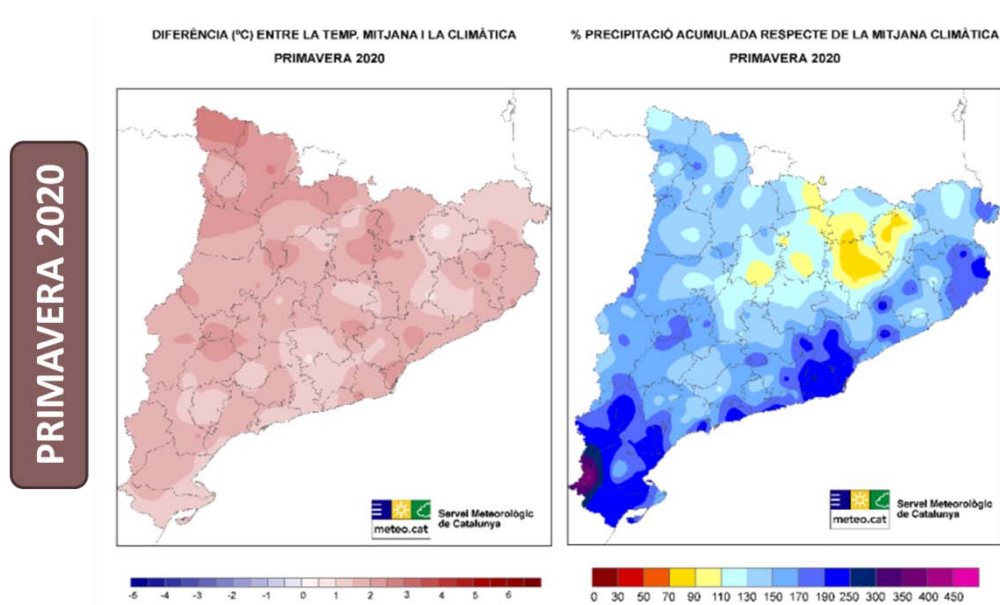 PRIMAVERA 2020
DIFERÈNCIA (ºC) ENTRE LA TEMP. MITJANA I LA CLIMÀTICA
PRIMAVERA 2020
meteo.cat
Servei Meteorològic
de Catalunya
-5 -4 -3 -2 -1 0 1 2 3 4 5 6
% PRECIPITACIÓ ACUMULADA RESPECTE DE LA MITJANA CLIMÀTICA
PRIMAVERA 2020
meteo.cat
Servei Meteorològic
de Catalunya
0 30 50 70 90 110 130 150 170 190 250 300 350 400 450